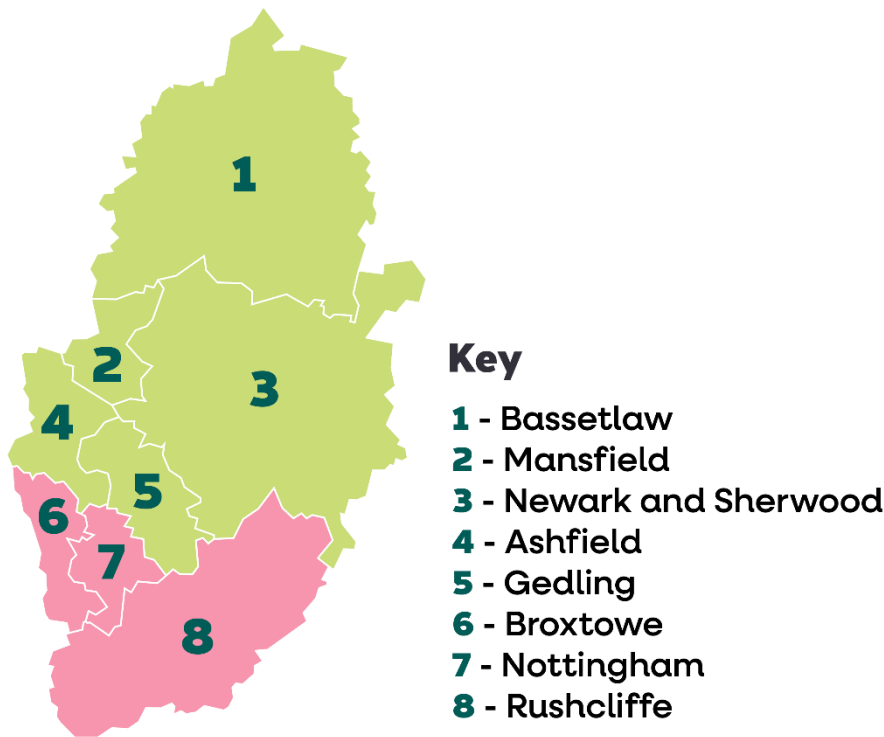 1
2
3
4
5
6
7
8
Key
1 - Bassetlaw
2 - Mansfield
3 - Newark and Sherwood
4 - Ashfield
5 - Gedling
6 - Broxtowe
7 - Nottingham
8 - Rushcliffe